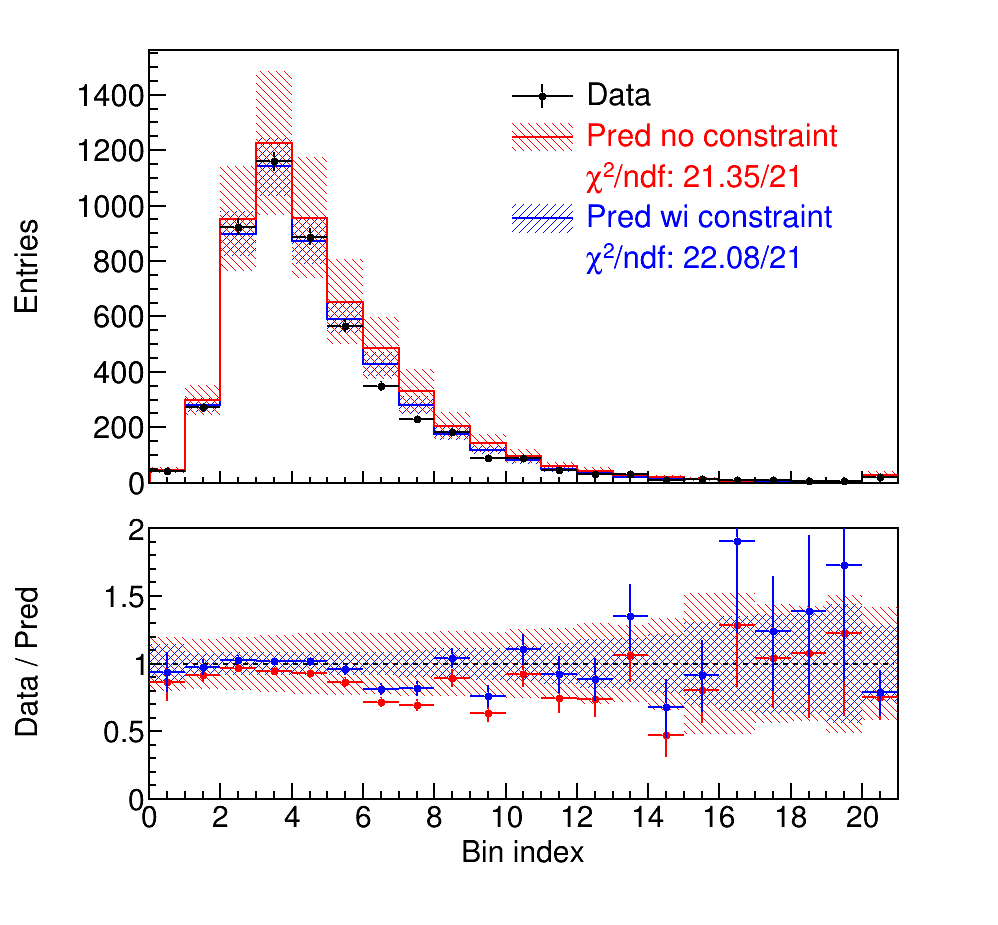 1400
1200
1000
800
600
400
200
0
Entries
Data
Pred no constraint
χ²/ndf: 21.35/21
Pred wi constraint
χ²/ndf: 22.08/21
2
1.5
1
0.5
0
Data / Pred
0 2 4 6 8 10 12 14 16 18 20
Bin index